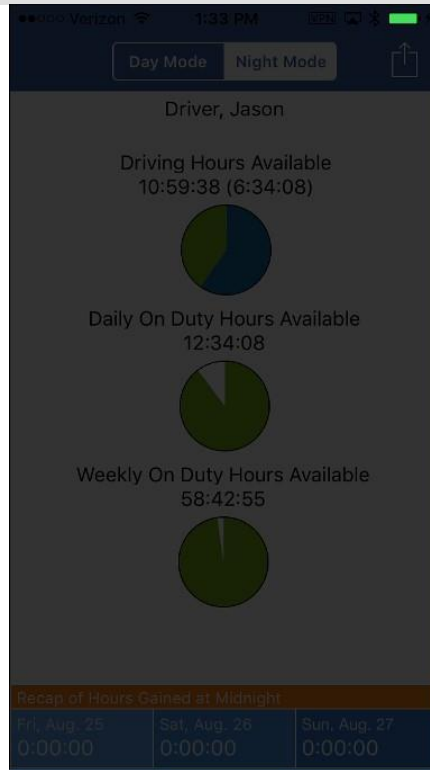 Verizon 1:33 PM VPN
Day Mode Night Mode
Driver, Jason
Driving Hours Available
10:59:38 (6:34:08)
Daily On Duty Hours Available
12:34:08
Weekly On Duty Hours Available
58:42:55
Recap of Hours Gained at Midnight
Fri, Aug. 25 Sat, Aug. 26 Sun, Aug. 27
0:00:00 0:00:00 0:00:00